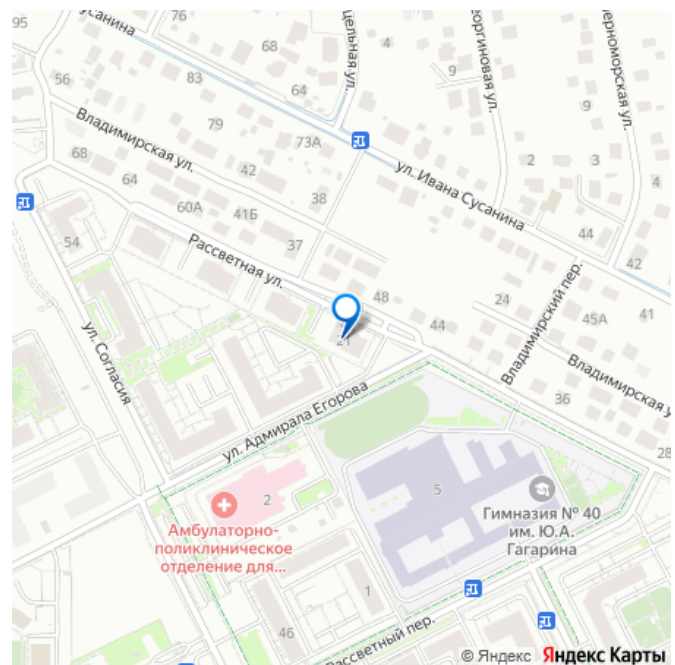 95
Сусанина
76
68
цельная ул.
4
еоргиновая ул.
ерноморская ул.
56
83
64
9
9
Владимирская ул.
79
73А
ул. Ивана Сусанина
2
3
4
68
64
42
38
60А
41Б
44
54
37
42
Рассветная ул.
48
24
Владимирский пер.
45А
41
44
21
ул. Согласия
Владимирская у
36
ул. Адмирала Егорова
28
2
5
Гимназия № 40
им. Ю.А.
Гагарина
Амбулаторно-
поликлиническое
отделение для...
1
46
Рассветный пер.
© Яндекс Яндекс Карты